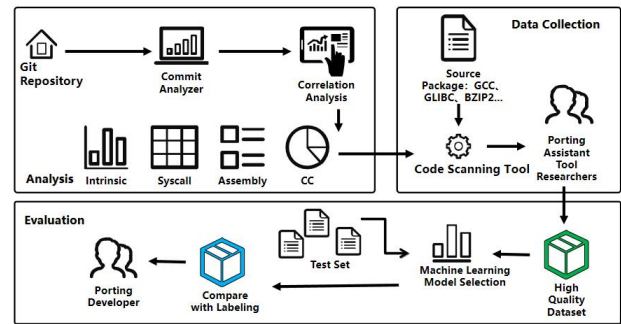 Git
Repository
Commit
Analyzer
Correlation
Analysis
Analysis
Intrinsic
Syscall
Assembly
CC
Data Collection
Source
Package：GCC、
GLIBC、BZIP2...
Code Scanning Tool
Porting
Assistant
Tool
Researchers
Evaluation
Porting
Developer
Compare
with Labeling
Test Set
Machine Learning
Model Selection
High
Quality
Dataset